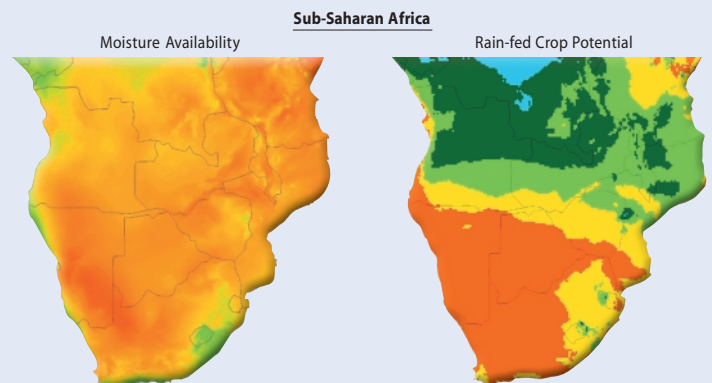 Sub-Saharan Africa
Moisture Availability
Rain-fed Crop Potential